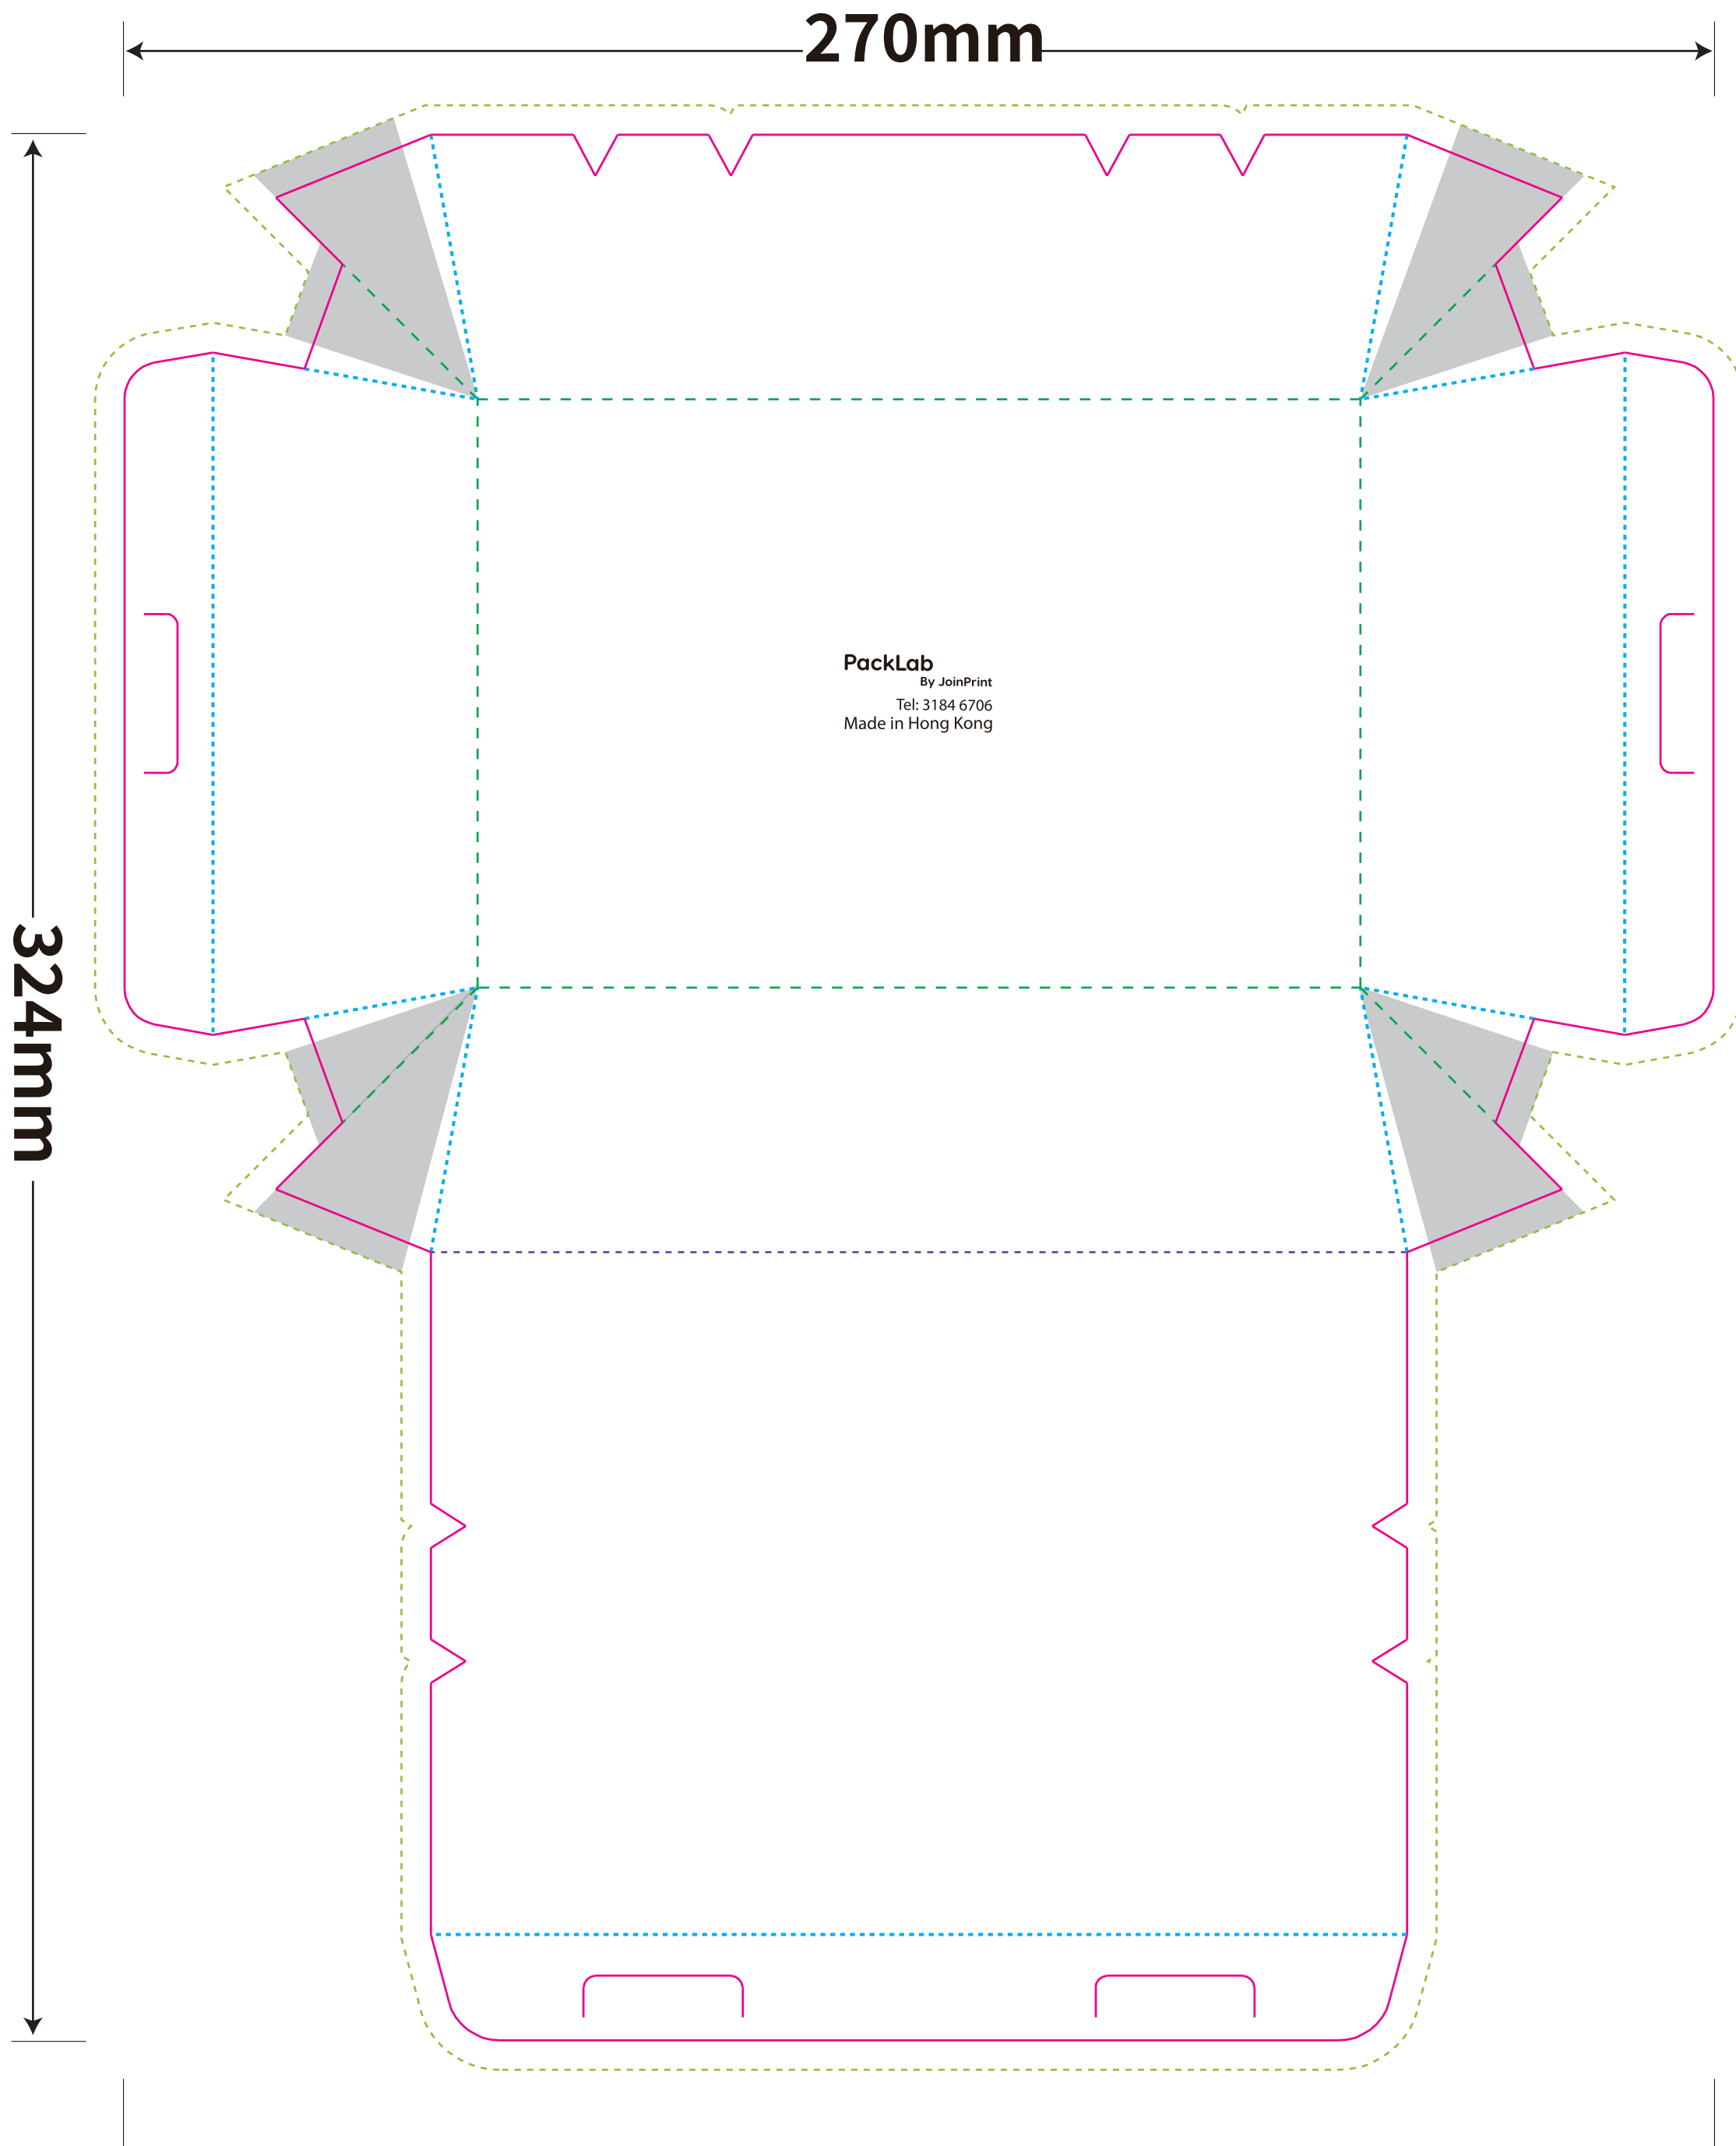 270mm
324mm
PackLab
By JoinPrint
Tel: 3184 6706
Made in Hong Kong